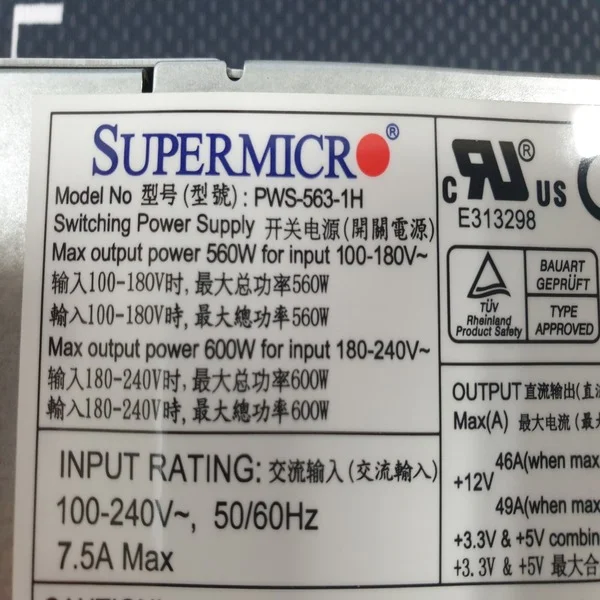 SUPERMICRO®
Model No 型号(型號): PWS-563-1H
Switching Power Supply 开关电源(開關電源)
Max output power 560W for input 100-180V~
输入100-180V时, 最大总功率560W
輸入100-180V時, 最大總功率560W
Max output power 600W for input 180-240V~
输入180-240V时, 最大总功率600W
輸入180-240V時, 最大總功率600W
INPUT RATING: 交流输入(交流輸入)
100-240V~, 50/60Hz
7.5A Max
C RU® US
E313298
TÜV
Rheinland
Product Safety
BAUART
GEPRÜFT
TYPE
APPROVED
OUTPUT 直流输出(直
Max(A) 最大电流(最
46A(when max
+12V
49A(when max
+3.3V & +5V combin
+3.3V & +5V 最大合